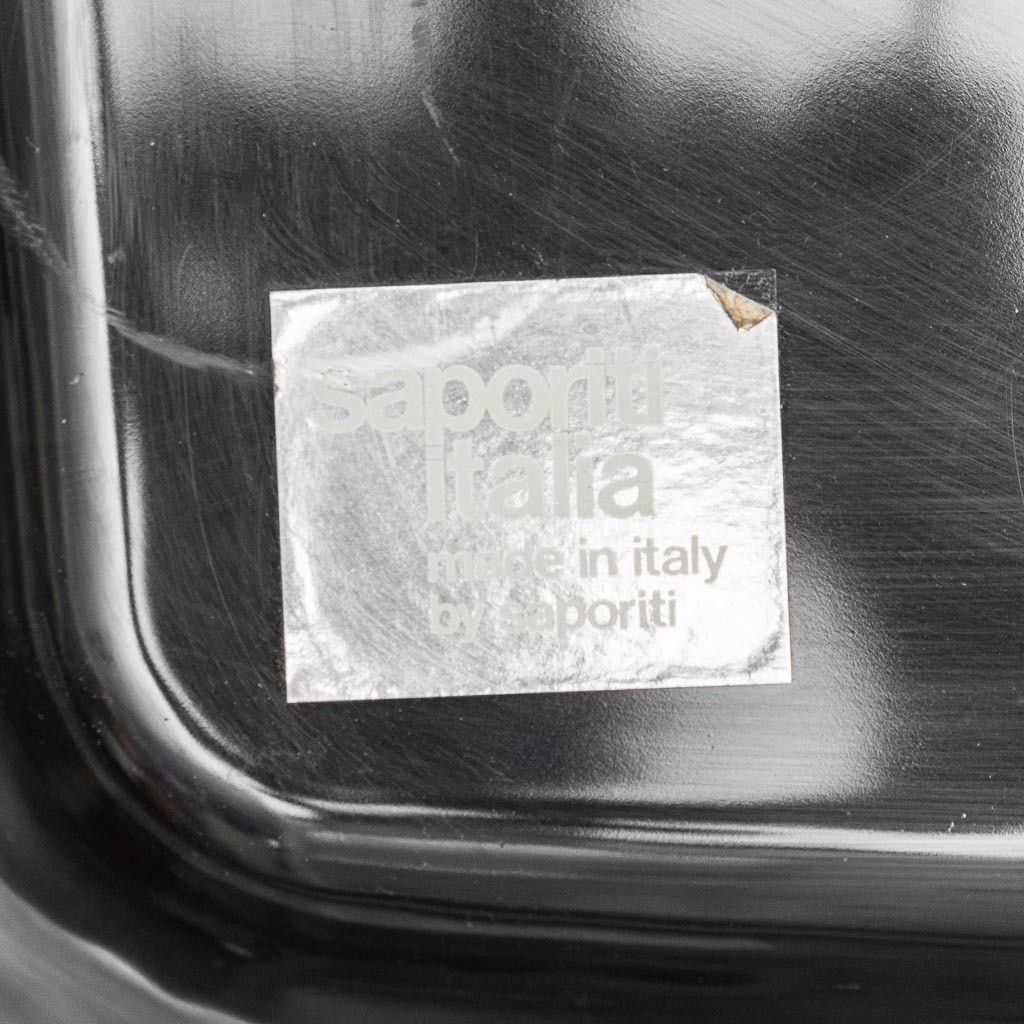 saporiti
italia
made in italy
by saporiti